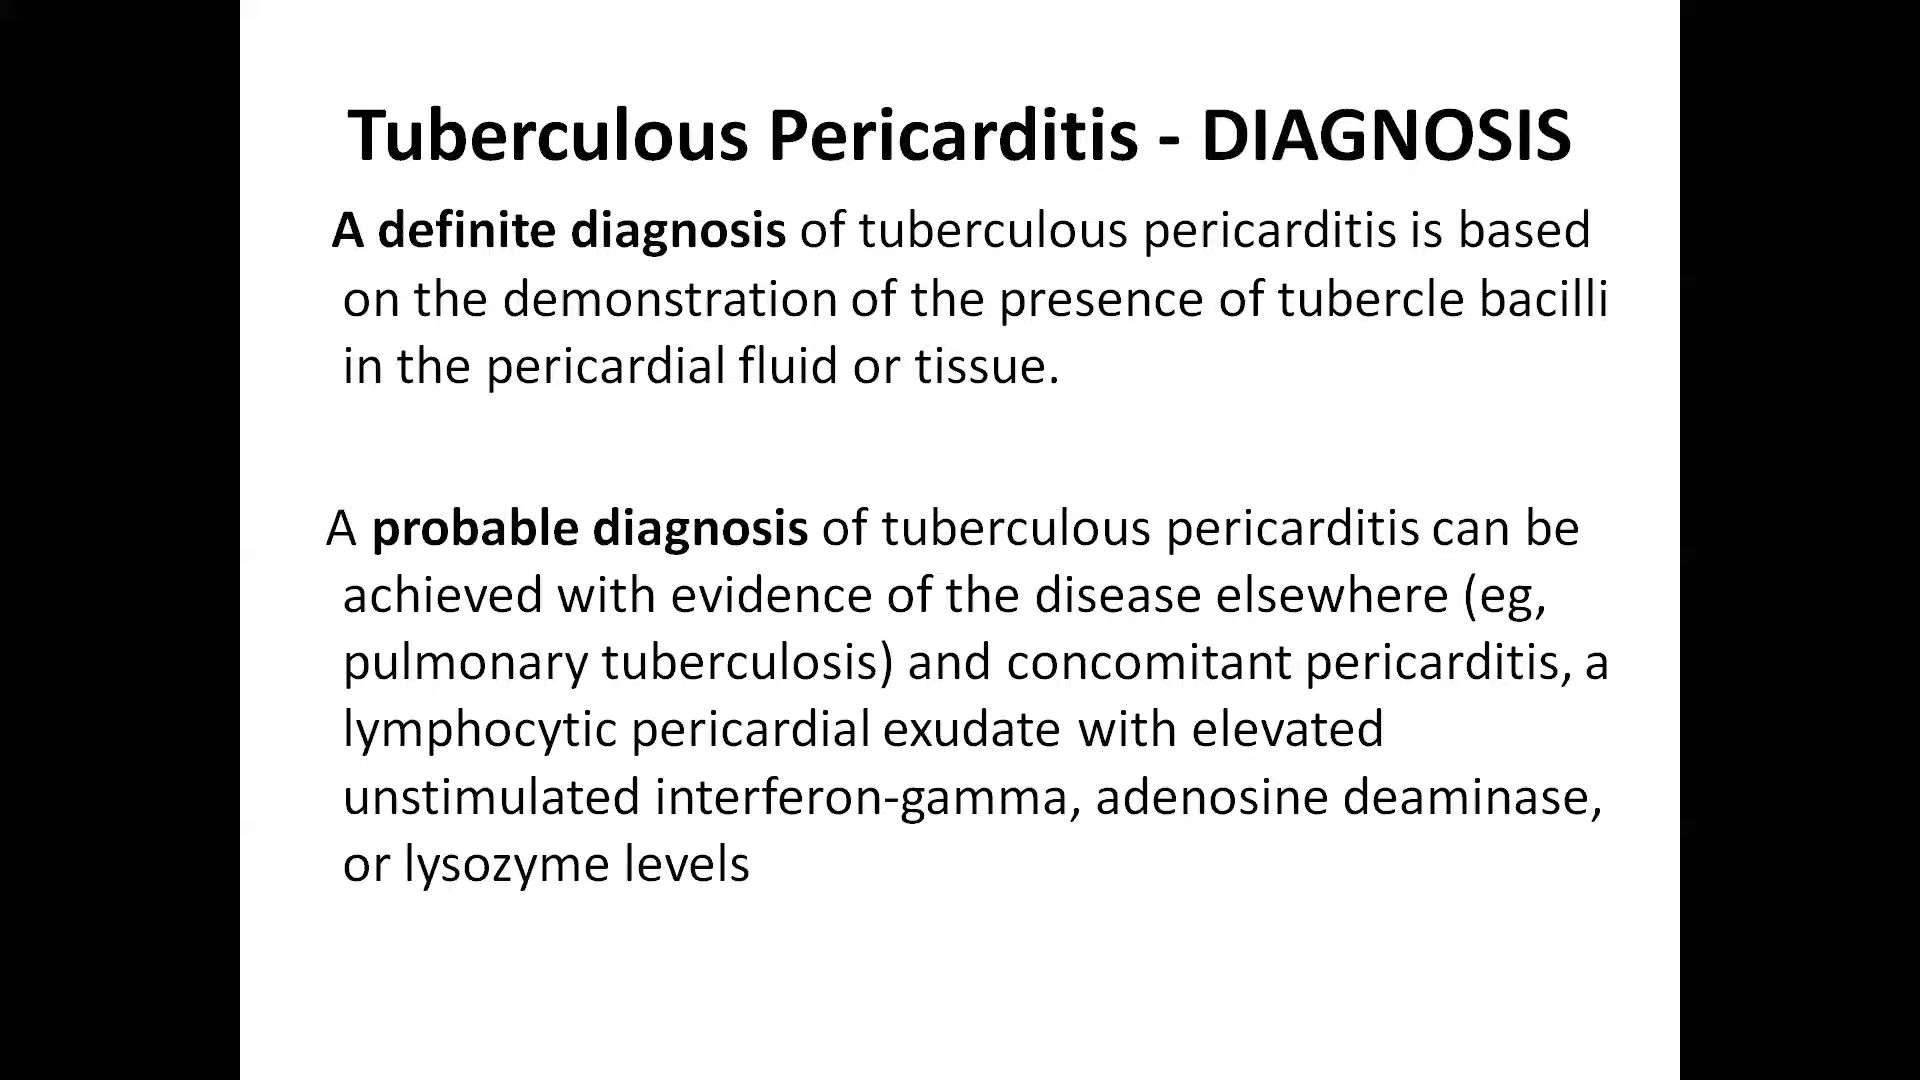 Tuberculous Pericarditis - DIAGNOSIS
A definite diagnosis of tuberculous pericarditis is based
on the demonstration of the presence of tubercle bacilli
in the pericardial fluid or tissue.
A probable diagnosis of tuberculous pericarditis can be
achieved with evidence of the disease elsewhere (eg,
pulmonary tuberculosis) and concomitant pericarditis, a
lymphocytic pericardial exudate with elevated
unstimulated interferon-gamma, adenosine deaminase,
or lysozyme levels